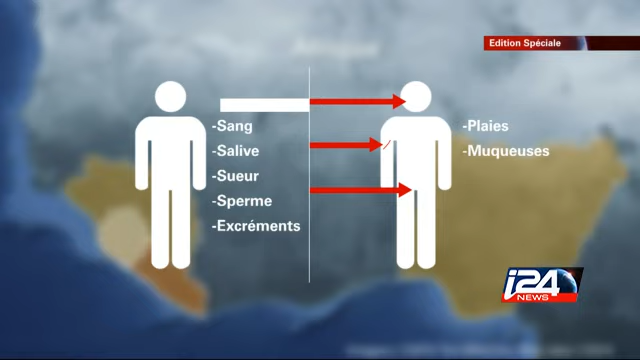 Edition Spéciale
-Sang
-Salive
-Sueur
-Sperme
-Excréments
-Plaies
-Muqueuses
i24
NEWS